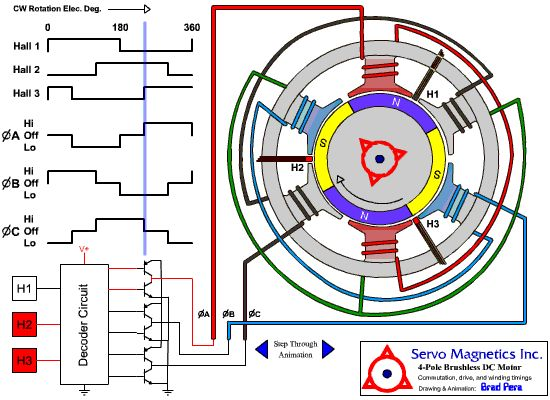 CW Rotation Elec. Deg.
0 180 360
Hall 1
Hall 2
Hall 3
Hi
ØA Off
Lo
Hi
ØB Off
Lo
Hi
ØC Off
Lo
V+
H1
H2
H3
Decoder Circuit
ØA ØB ØC
Step Through
Animation
N
S
S
N
H1
H2
H3
Servo Magnetics Inc.
4-Pole Brushless DC Motor
Commutation, drive, and winding timings
Drawing & Animation: Brad Pera